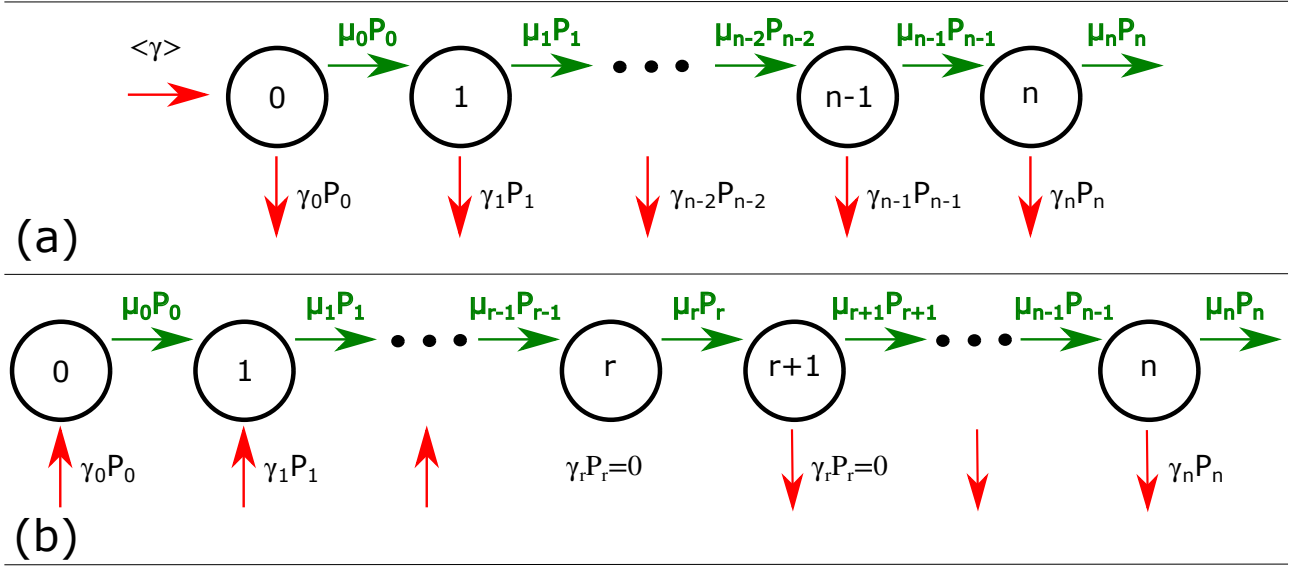 <γ>
μ₀P₀ μ₁P₁ μₙ₋₂Pₙ₋₂ μₙ₋₁Pₙ₋₁ μₙPₙ
0 1 n-1 n
γ₀P₀ γ₁P₁ γₙ₋₂Pₙ₋₂ γₙ₋₁Pₙ₋₁ γₙPₙ
(a)
μ₀P₀ μ₁P₁ μᵣ₋₁Pᵣ₋₁ μᵣPᵣ μᵣ₊₁Pᵣ₊₁ μₙ₋₁Pₙ₋₁ μₙPₙ
0 1 r r+1 n
γ₀P₀ γ₁P₁ γᵣPᵣ=0 γᵣPᵣ=0 γₙPₙ
(b)